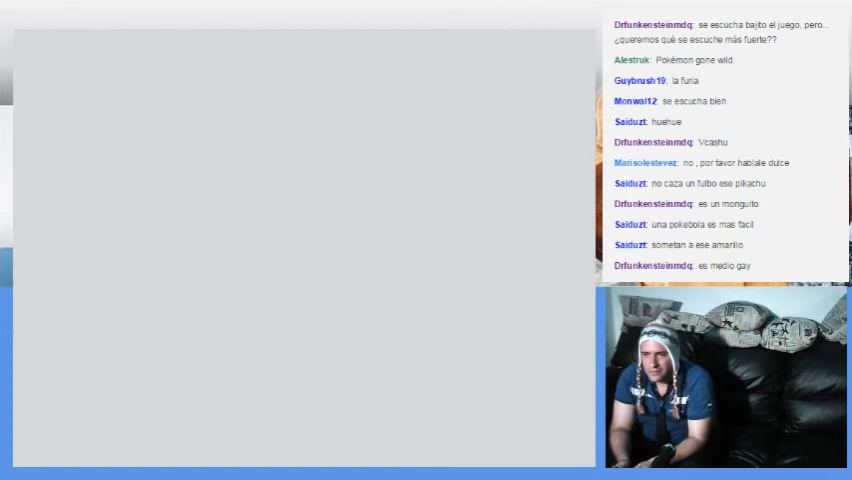 Drfunkensteinmdq: se escucha bajito el juego, pero...
¿queremos qué se escuche más fuerte??
Alestruk: Pokémon gone wild.
Guybrush19: la furia
Monwal12: se escucha bien
Saiduzt: huehue
Drfunkensteinmdq: Vcashu
Marisolestevez: no , por favor hablale dulce
Saiduzt: no caza un fulbo ese pikachu
Drfunkensteinmdq: es un monguito
Saiduzt: una pokebola es mas facil
Saiduzt: sometan a ese amarillo
Drfunkensteinmdq: es medio gay